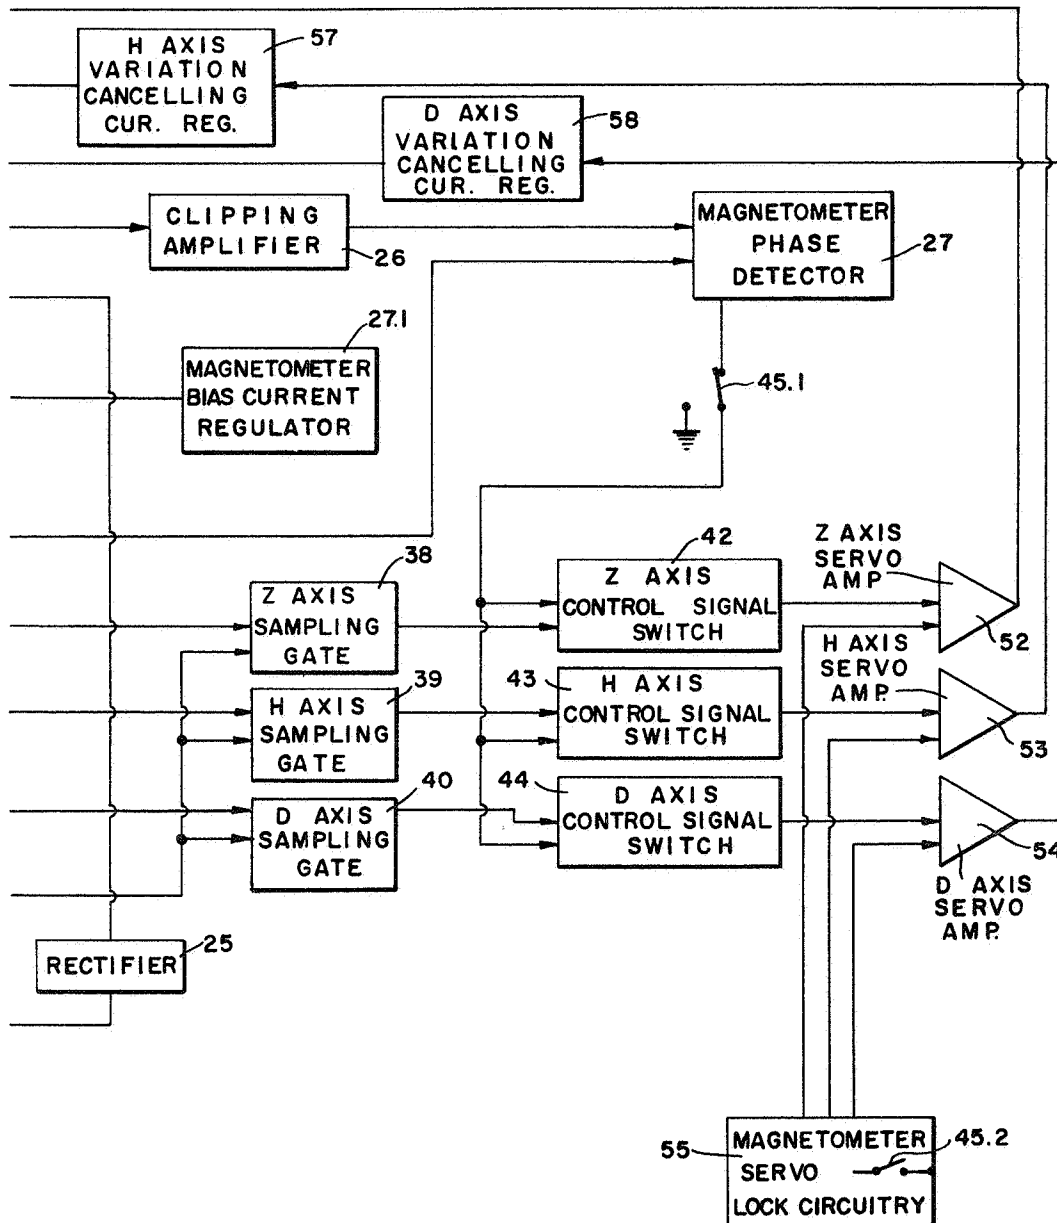 H AXIS
VARIATION
CANCELLING
CUR. REG.
57
D AXIS
VARIATION
CANCELLING
CUR. REG.
58
CLIPPING
AMPLIFIER
26
MAGNETOMETER
PHASE
DETECTOR
27
27.1
MAGNETOMETER
BIAS CURRENT
REGULATOR
45.1
38
Z AXIS
SAMPLING
GATE
42
Z AXIS
CONTROL SIGNAL
SWITCH
Z AXIS
SERVO
AMP.
52
39
H AXIS
SAMPLING
GATE
43
H AXIS
CONTROL SIGNAL
SWITCH
H AXIS
SERVO
AMP.
53
40
D AXIS
SAMPLING
GATE
44
D AXIS
CONTROL SIGNAL
SWITCH
54
D AXIS
SERVO
AMP.
RECTIFIER
25
55
MAGNETOMETER
SERVO
LOCK CIRCUITRY
45.2